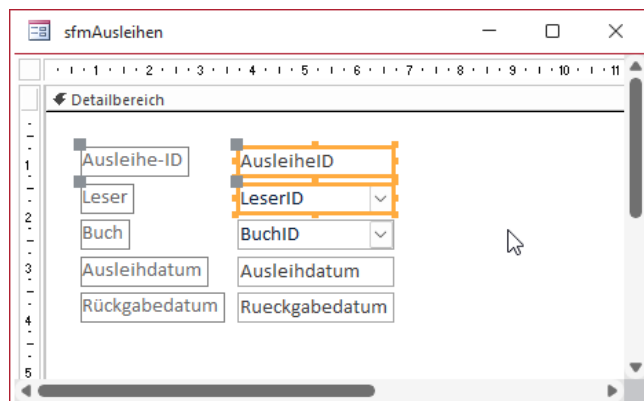 sfmAusleihen
1 2 3 4 5 6 7 8 9 10 11
Detailbereich
1
Ausleihe-ID AusleiheID
Leser LeserID
2
Buch BuchID
3
Ausleihdatum Ausleihdatum
Rückgabedatum Rueckgabedatum
4
5